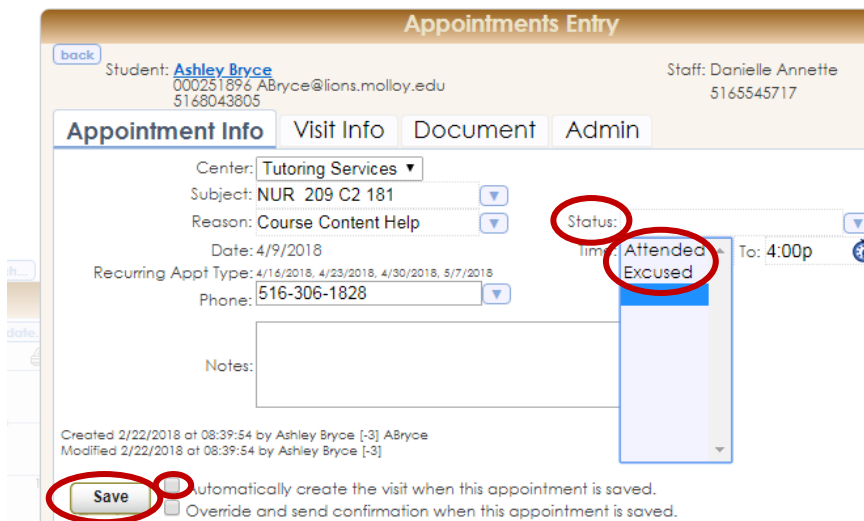 Appointments Entry
back
Student: Ashley Bryce
000251896 ABryce@lions.molloy.edu
5168043805
Staff: Danielle Annette
5165545717
Appointment Info Visit Info Document Admin
Center: Tutoring Services
Subject: NUR 209 C2 181
Reason: Course Content Help
Status:
Date: 4/9/2018
Time: Attended To: 4:00p
Excused
Recurring Appt Type: 4/16/2018, 4/23/2018, 4/30/2018, 5/7/2018
Phone: 516-306-1828
Notes:
Created 2/22/2018 at 08:39:54 by Ashley Bryce [-3] ABryce
Modified 2/22/2018 at 08:39:54 by Ashley Bryce [-3]
Save
Automatically create the visit when this appointment is saved.
Override and send confirmation when this appointment is saved.